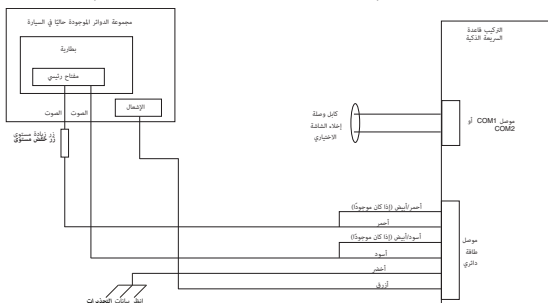 مجموعة الدوائر الموجودة حاليًا في السيارة
بطارية
مفتاح رئيسي
الإشعال
الصوت
الصوت
زر زيادة مستوى
زر خفض مستوى
التركيب قاعدة
السريعة الذكية
كابل وصلة
إخلاء الشاشة
الاختياري
موصل COM1 أو
COM2
أحمر/أبيض (إذا كان موجودًا)
أحمر
أسود/أبيض (إذا كان موجودًا)
أسود
أخضر
أزرق
موصل
طاقة
دائري
انظر بيانات التحذيرات